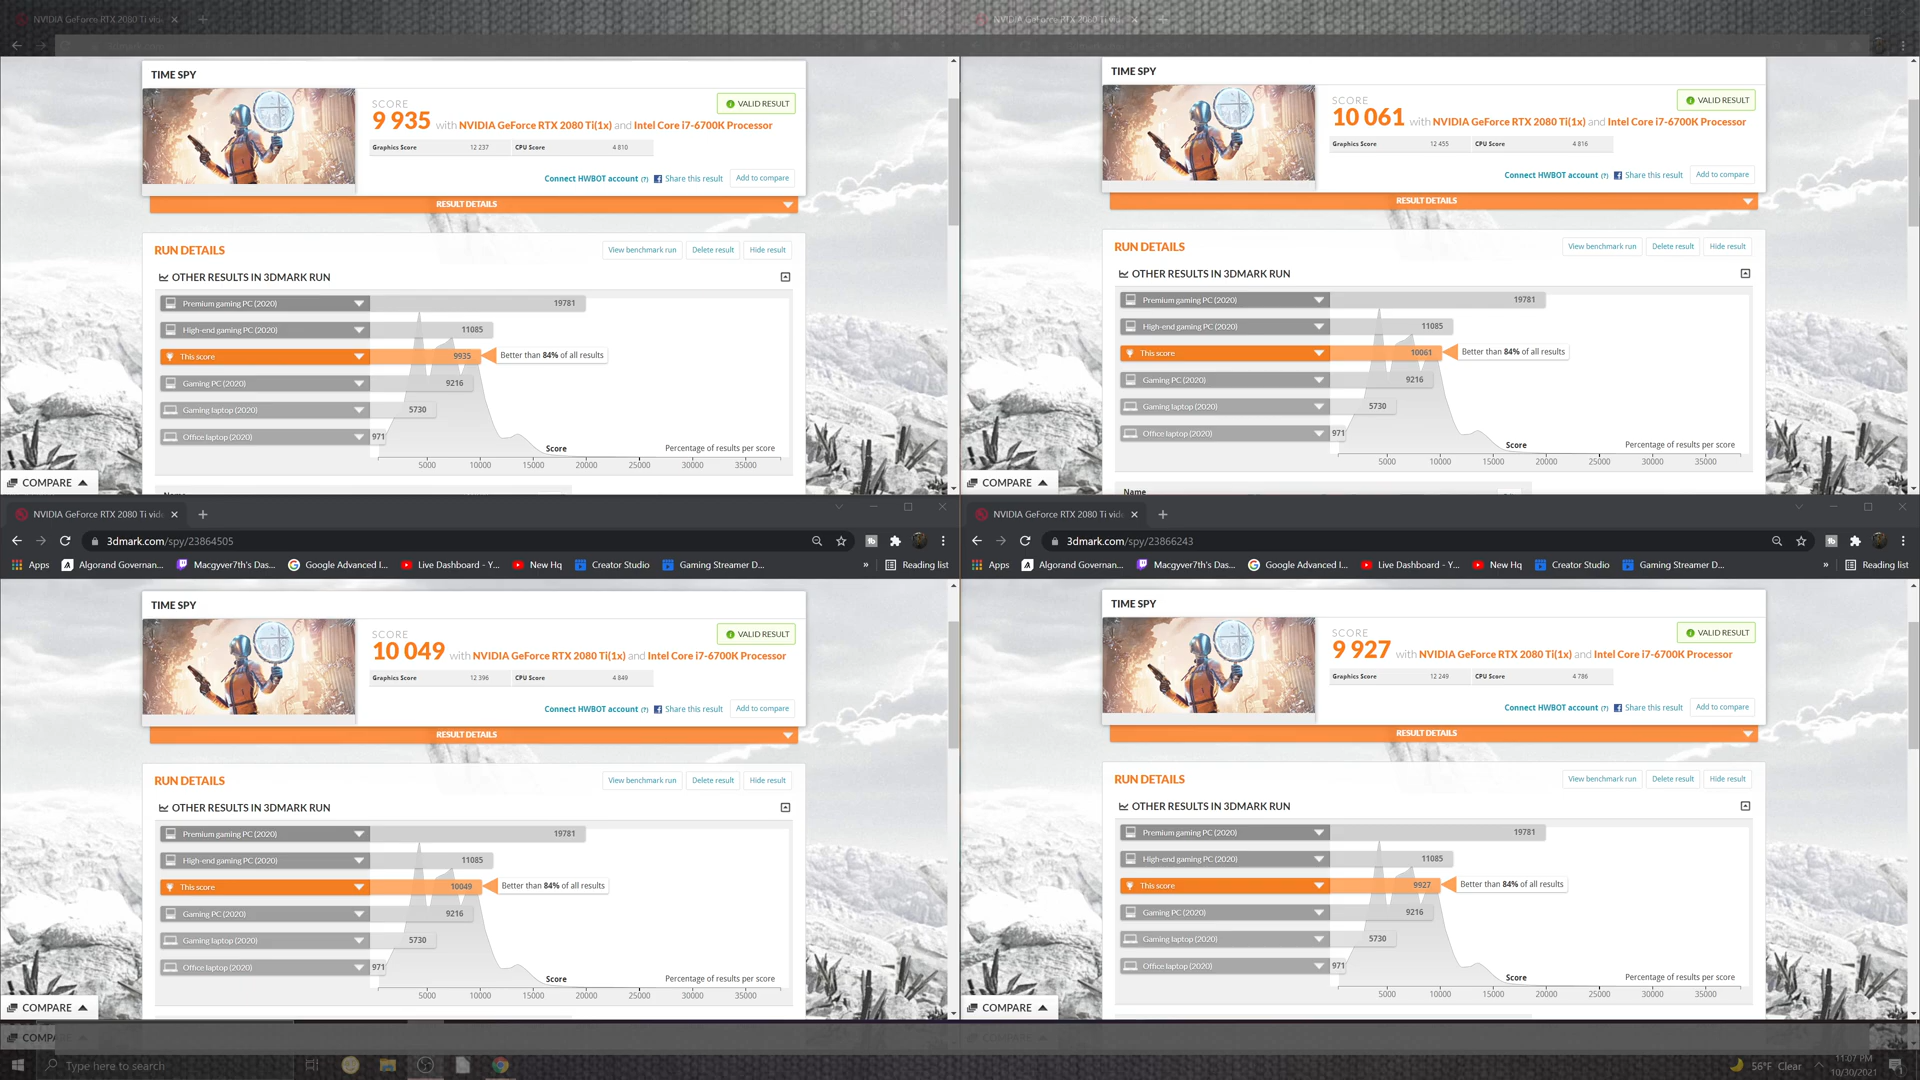 NVIDIA GeForce RTX 2080 Ti vid
NVIDIA GeForce RTX 2080 Ti vid
TIME SPY
SCORE
VALID RESULT
9 935 with NVIDIA GeForce RTX 2080 Ti(1x) and Intel Core i7-6700K Processor
Graphics Score 12 237 CPU Score 4 810
Connect HWBOT account (?) Share this result Add to compare
RESULT DETAILS
RUN DETAILS View benchmark run Delete result Hide result
OTHER RESULTS IN 3DMARK RUN
Premium gaming PC (2020) 19781
High-end gaming PC (2020) 11085
This score 9935 Better than 84% of all results
Gaming PC (2020) 9216
Gaming laptop (2020) 5730
Office laptop (2020) 971
Score Percentage of results per score
5000 10000 15000 20000 25000 30000 35000
COMPARE
TIME SPY
SCORE
VALID RESULT
10 061 with NVIDIA GeForce RTX 2080 Ti(1x) and Intel Core i7-6700K Processor
Graphics Score 12 455 CPU Score 4 816
Connect HWBOT account (?) Share this result Add to compare
RESULT DETAILS
RUN DETAILS View benchmark run Delete result Hide result
OTHER RESULTS IN 3DMARK RUN
Premium gaming PC (2020) 19781
High-end gaming PC (2020) 11085
This score 10061 Better than 84% of all results
Gaming PC (2020) 9216
Gaming laptop (2020) 5730
Office laptop (2020) 971
Score Percentage of results per score
5000 10000 15000 20000 25000 30000 35000
Name
COMPARE
NVIDIA GeForce RTX 2080 Ti vid
3dmark.com/spy/23864505
Apps Algorand Governan... Macgyver7th's Das... Google Advanced I... Live Dashboard - Y... New Hq Creator Studio Gaming Streamer D... » Reading list
TIME SPY
SCORE
VALID RESULT
10 049 with NVIDIA GeForce RTX 2080 Ti(1x) and Intel Core i7-6700K Processor
Graphics Score 12 396 CPU Score 4 849
Connect HWBOT account (?) Share this result Add to compare
RESULT DETAILS
RUN DETAILS View benchmark run Delete result Hide result
OTHER RESULTS IN 3DMARK RUN
Premium gaming PC (2020) 19781
High-end gaming PC (2020) 11085
This score 10049 Better than 84% of all results
Gaming PC (2020) 9216
Gaming laptop (2020) 5730
Office laptop (2020) 971
Score Percentage of results per score
5000 10000 15000 20000 25000 30000 35000
COMPARE
NVIDIA GeForce RTX 2080 Ti vid
3dmark.com/spy/23866243
Apps Algorand Governan... Macgyver7th's Das... Google Advanced I... Live Dashboard - Y... New Hq Creator Studio Gaming Streamer D... » Reading list
TIME SPY
SCORE
VALID RESULT
9 927 with NVIDIA GeForce RTX 2080 Ti(1x) and Intel Core i7-6700K Processor
Graphics Score 12 249 CPU Score 4 786
Connect HWBOT account (?) Share this result Add to compare
RESULT DETAILS
RUN DETAILS View benchmark run Delete result Hide result
OTHER RESULTS IN 3DMARK RUN
Premium gaming PC (2020) 19781
High-end gaming PC (2020) 11085
This score 9927 Better than 84% of all results
Gaming PC (2020) 9216
Gaming laptop (2020) 5730
Office laptop (2020) 971
Score Percentage of results per score
5000 10000 15000 20000 25000 30000 35000
COMPARE
COMPA
Type here to search
56°F Clear
11:07 PM
10/30/2021